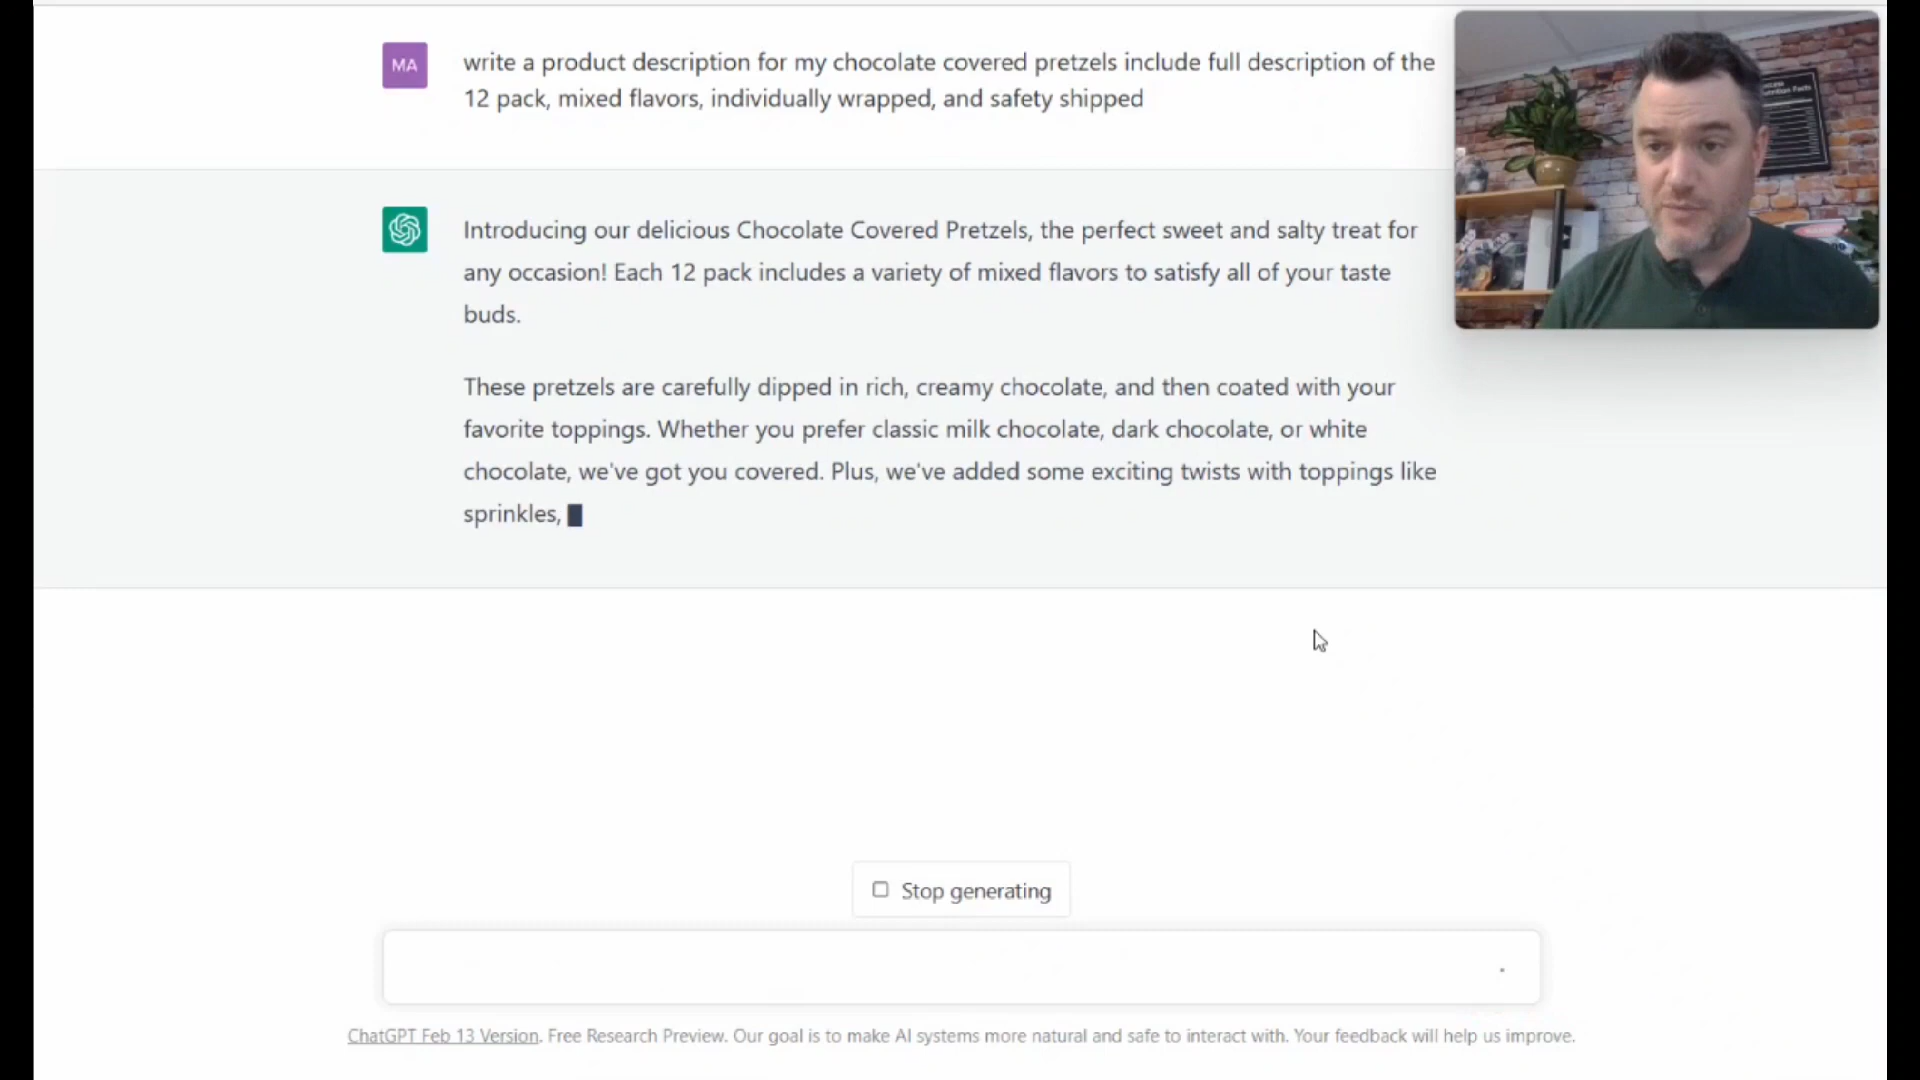 MA
write a product description for my chocolate covered pretzels include full description of the
12 pack, mixed flavors, individually wrapped, and safety shipped
Introducing our delicious Chocolate Covered Pretzels, the perfect sweet and salty treat for
any occasion! Each 12 pack includes a variety of mixed flavors to satisfy all of your taste
buds.
These pretzels are carefully dipped in rich, creamy chocolate, and then coated with your
favorite toppings. Whether you prefer classic milk chocolate, dark chocolate, or white
chocolate, we've got you covered. Plus, we've added some exciting twists with toppings like
sprinkles,
Nutrition Facts
Stop generating
ChatGPT Feb 13 Version. Free Research Preview. Our goal is to make AI systems more natural and safe to interact with. Your feedback will help us improve.